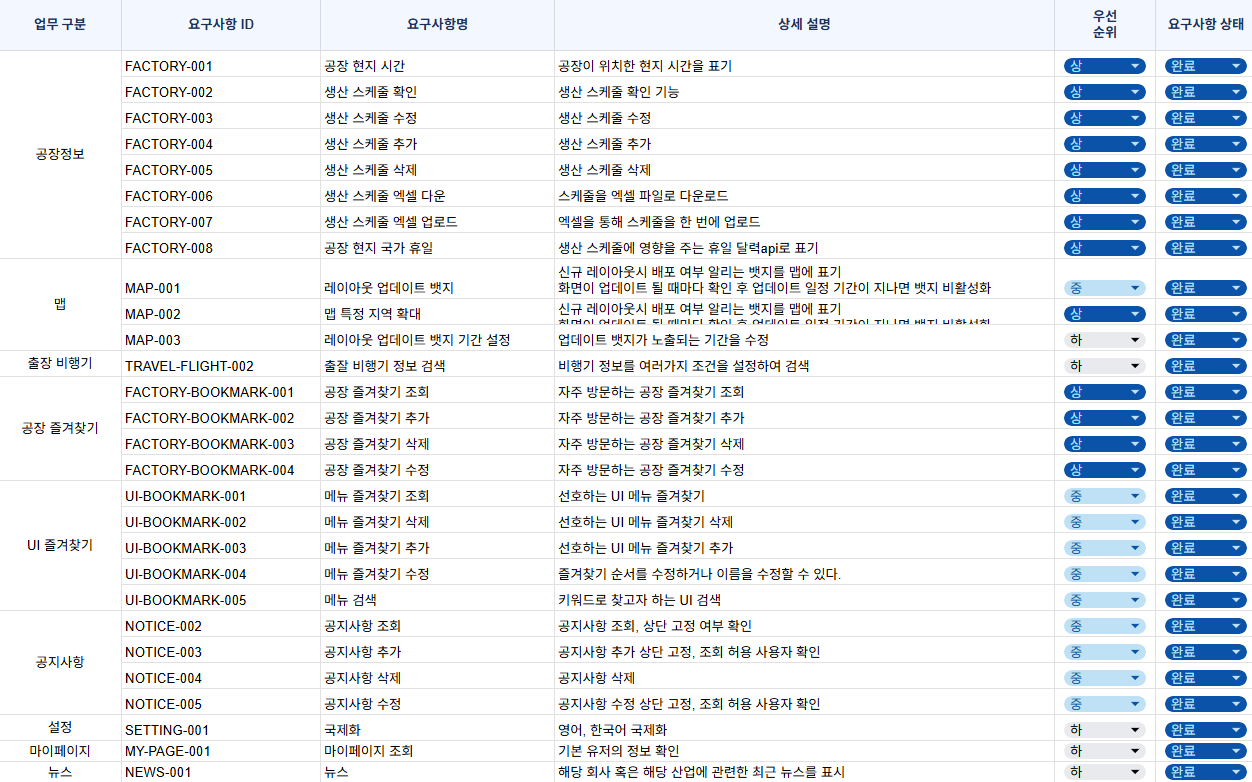 업무 구분 요구사항 ID 요구사항명 상세 설명 우선 순위 요구사항 상태
공장정보
FACTORY-001 공장 현지 시간 공장이 위치한 현지 시간을 표기 상 완료
FACTORY-002 생산 스케줄 확인 생산 스케줄 확인 기능 상 완료
FACTORY-003 생산 스케줄 수정 생산 스케줄 수정 상 완료
FACTORY-004 생산 스케줄 추가 생산 스케줄 추가 상 완료
FACTORY-005 생산 스케줄 삭제 생산 스케줄 삭제 상 완료
FACTORY-006 생산 스케줄 엑셀 다운 스케줄을 엑셀 파일로 다운로드 상 완료
FACTORY-007 생산 스케줄 엑셀 업로드 엑셀을 통해 스케줄을 한 번에 업로드 상 완료
FACTORY-008 공장 현지 국가 휴일 생산 스케줄에 영향을 주는 휴일 달력api로 표기 상 완료
맵
신규 레이아웃시 배포 여부 알리는 뱃지를 맵에 표기
MAP-001 레이아웃 업데이트 뱃지 화면이 업데이트 될 때마다 확인 후 업데이트 일정 기간이 지나면 뱃지 비활성화 중 완료
MAP-002 맵 특정 지역 확대 신규 레이아웃시 배포 여부 알리는 뱃지를 맵에 표기 상 완료
화면이 업데이트 될 때마다 확인 후 업데이트 일정 기간이 지나면 뱃지 비활성화
MAP-003 레이아웃 업데이트 뱃지 기간 설정 업데이트 뱃지가 노출되는 기간을 수정 하 완료
출장 비행기
TRAVEL-FLIGHT-002 출잘 비행기 정보 검색 비행기 정보를 여러가지 조건을 설정하여 검색 하 완료
공장 즐겨찾기
FACTORY-BOOKMARK-001 공장 즐겨찾기 조회 자주 방문하는 공장 즐겨찾기 조회 상 완료
FACTORY-BOOKMARK-002 공장 즐겨찾기 추가 자주 방문하는 공장 즐겨찾기 추가 상 완료
FACTORY-BOOKMARK-003 공장 즐겨찾기 삭제 자주 방문하는 공장 즐겨찾기 삭제 상 완료
FACTORY-BOOKMARK-004 공장 즐겨찾기 수정 자주 방문하는 공장 즐겨찾기 수정 상 완료
UI 즐겨찾기
UI-BOOKMARK-001 메뉴 즐겨찾기 조회 선호하는 UI 메뉴 즐겨찾기 중 완료
UI-BOOKMARK-002 메뉴 즐겨찾기 삭제 선호하는 UI 메뉴 즐겨찾기 삭제 중 완료
UI-BOOKMARK-003 메뉴 즐겨찾기 추가 선호하는 UI 메뉴 즐겨찾기 추가 중 완료
UI-BOOKMARK-004 메뉴 즐겨찾기 수정 즐겨찾기 순서를 수정하거나 이름을 수정할 수 있다. 중 완료
UI-BOOKMARK-005 메뉴 검색 키워드로 찾고자 하는 UI 검색 중 완료
공지사항
NOTICE-002 공지사항 조회 공지사항 조회, 상단 고정 여부 확인 중 완료
NOTICE-003 공지사항 추가 공지사항 추가 상단 고정, 조회 허용 사용자 확인 중 완료
NOTICE-004 공지사항 삭제 공지사항 삭제 중 완료
NOTICE-005 공지사항 수정 공지사항 수정 상단 고정, 조회 허용 사용자 확인 중 완료
설정
SETTING-001 국제화 영어, 한국어 국제화 하 완료
마이페이지 MY-PAGE-001 마이페이지 조회 기본 유저의 정보 확인 하 완료
뉴스 NEWS-001 뉴스 해당 회사 혹은 해당 산업에 관련한 최근 뉴스를 표시 하 완료